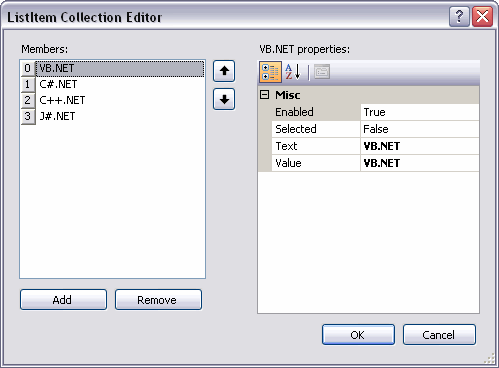 ListItem Collection Editor
Members:
0 VB.NET
1 C#.NET
2 C++.NET
3 J#.NET
Add
Remove
VB.NET properties:
Misc
Enabled True
Selected False
Text VB.NET
Value VB.NET
OK
Cancel